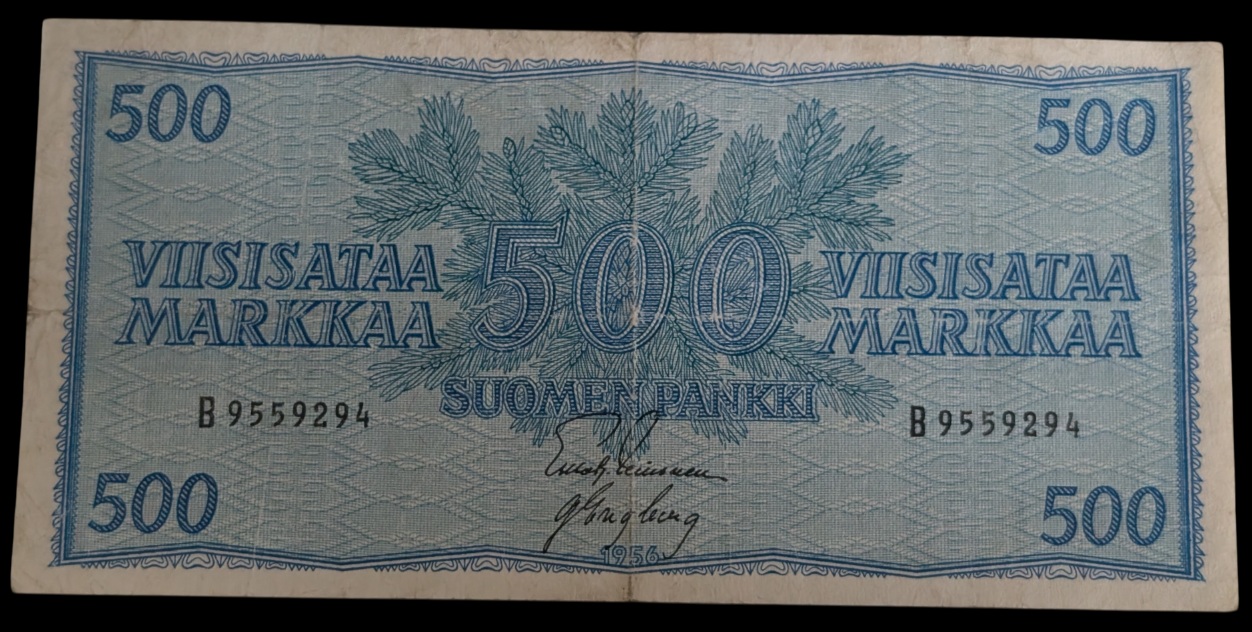 500 500
VIISISATAA 500 VIISISATAA
MARKKAA MARKKAA
SUOMEN PANKKI
B 9559294 B 9559294
1956
500 500